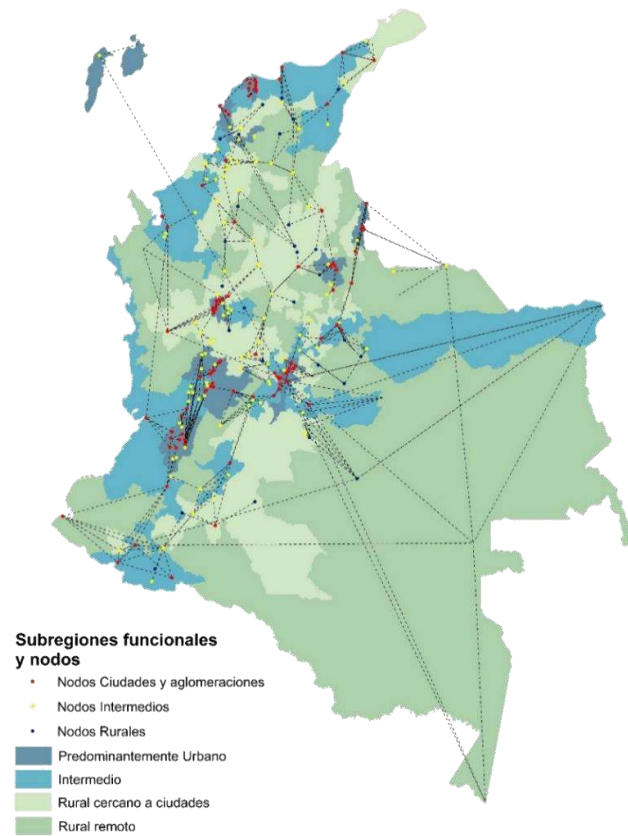 Subregiones funcionales
y nodos
Nodos Ciudades y aglomeraciones
Nodos Intermedios
Nodos Rurales
Predominantemente Urbano
Intermedio
Rural cercano a ciudades
Rural remoto